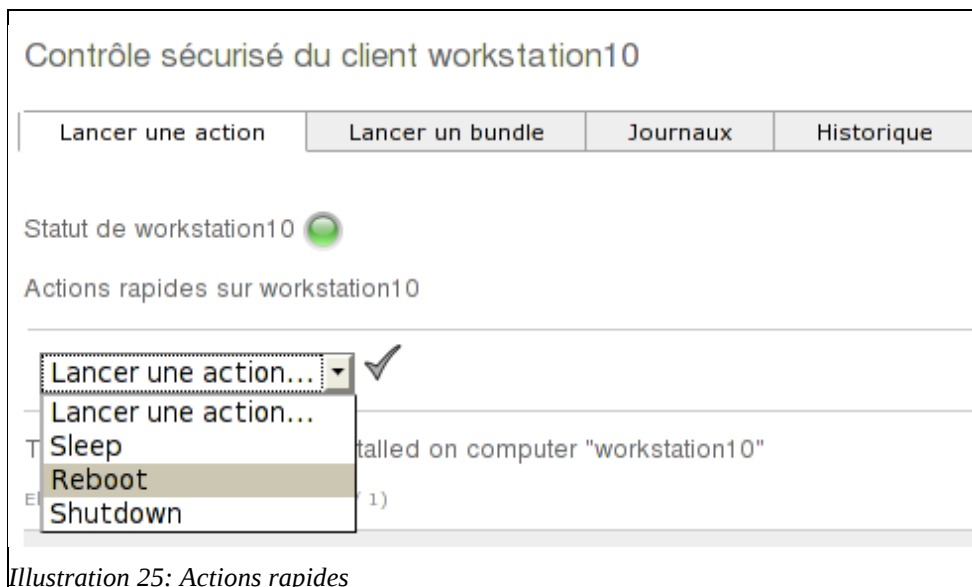 Contrôle sécurisé du client workstation10
Lancer une action Lancer un bundle Journaux Historique
Statut de workstation10
Actions rapides sur workstation10
Lancer une action...
Lancer une action...
Sleep
talled on computer "workstation10"
Reboot
1)
Shutdown
Illustration 25: Actions rapides